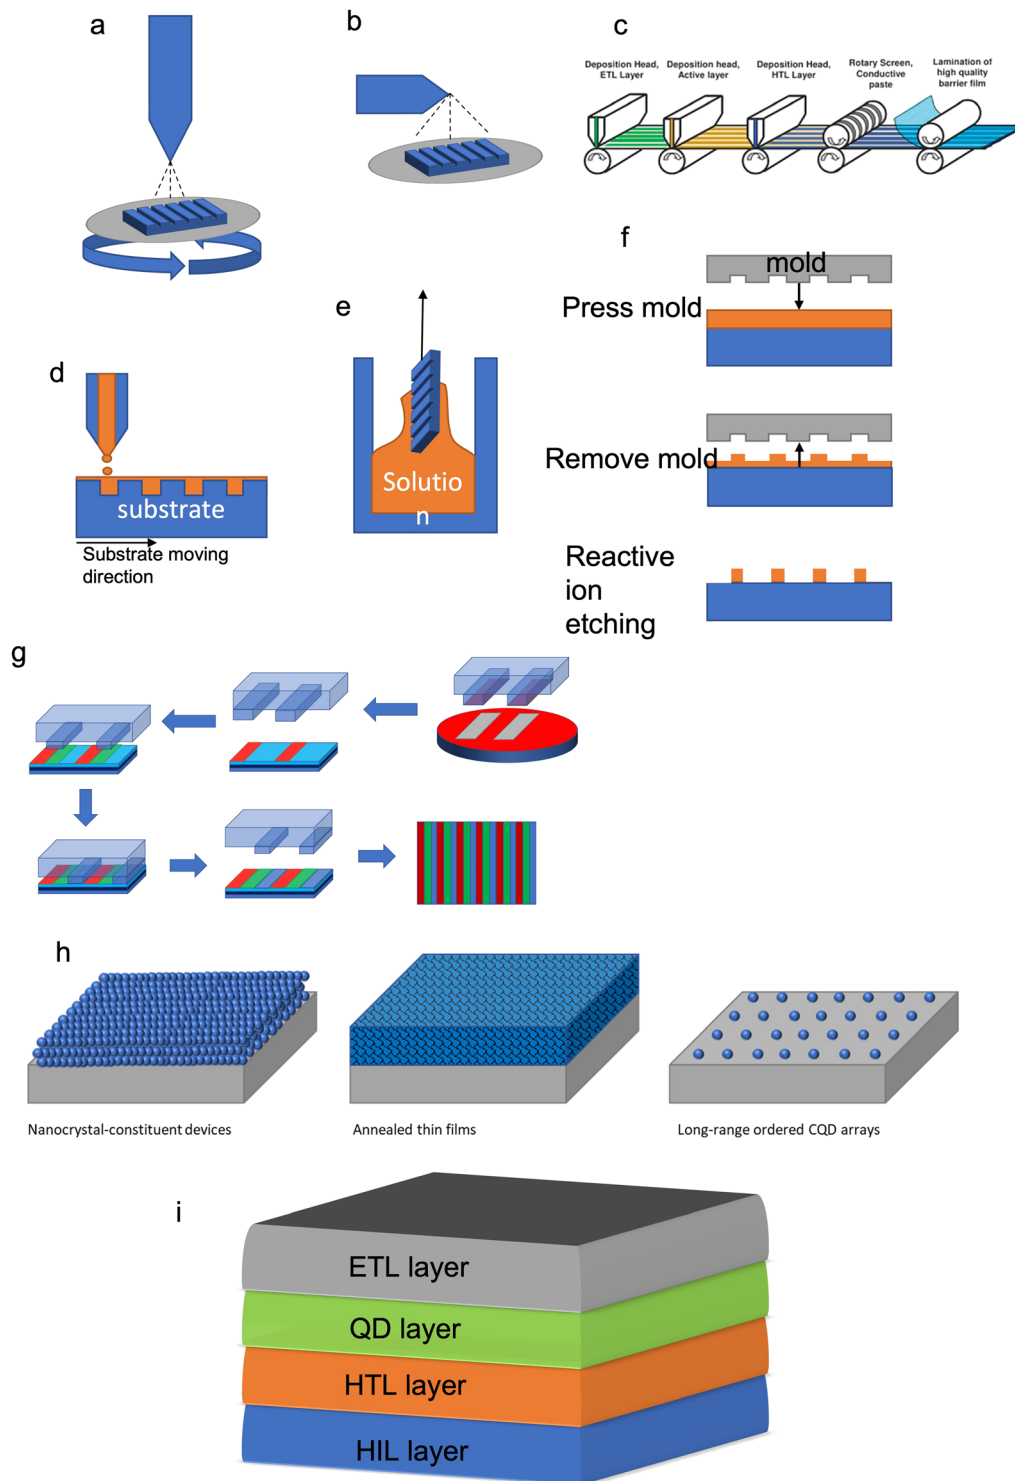 a
b
c
Deposition Head,
ETL Layer
Deposition head,
Active layer
Deposition Head,
HTL Layer
Rotary Screen,
Conductive
paste
Lamination of
high quality
barrier film
d
substrate
Substrate moving
direction
e
Solutio
n
f
mold
Press mold
Remove mold
Reactive
ion
etching
g
h
Nanocrystal-constituent devices
Annealed thin films
Long-range ordered CQD arrays
i
ETL layer
QD layer
HTL layer
HIL layer